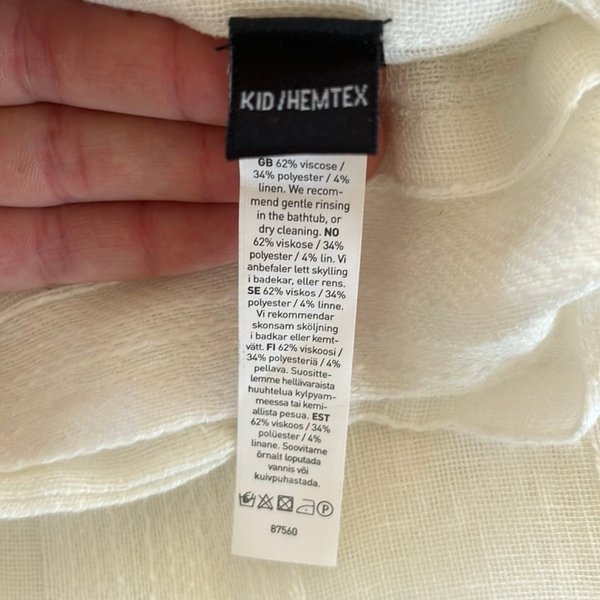 KID/HEMTEX
GB 62% viscose /
34% polyester / 4%
linen. We recom-
mend gentle rinsing
in the bathtub, or
dry cleaning. NO
62% viskose / 34%
polyester / 4% lin. Vi
anbefaler lett skylling
i badekar, eller rens.
SE 62% viskos / 34%
polyester / 4% linne.
Vi rekommendar
skonsam sköljning
i badkar eller kemt-
vätt. FI 62% viskoosi /
34% polyesteriä / 4%
pellava. Suositte-
lemme hellävaraista
huuhtelua kylpyam-
meessa tai kemi-
allista pesua. EST
62% viskoos / 34%
polüester / 4%
linane. Soovitame
õrnalt loputada
vannis või
kuivpuhastada.
P
87560